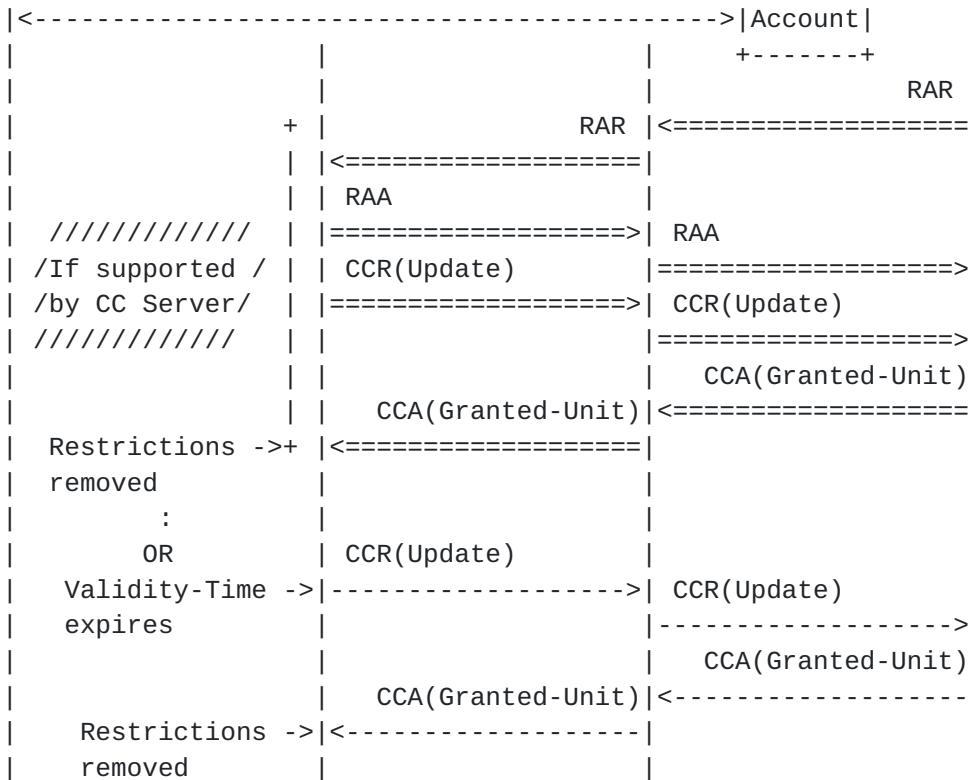 |<-------------------------------------------->|Account|
|                   |                    |     +-------+
|                   |                    |                RAR
|                 + |                RAR |<===================
|                 | |<===================|
|                 | | RAA                |
|  /////////////  | |===================>| RAA
| /If supported / | | CCR(Update)        |===================>
| /by CC Server/  | |===================>| CCR(Update)
| /////////////   | |                    |===================>
|                 | |                    |   CCA(Granted-Unit)
|                 | |   CCA(Granted-Unit)|<===================
|  Restrictions ->+ |<===================|
|  removed          |                    |
|         :         |                    |
|        OR         | CCR(Update)        |
|   Validity-Time ->|------------------->| CCR(Update)
|   expires         |                    |------------------->
|                   |                    |   CCA(Granted-Unit)
|                   |   CCA(Granted-Unit)|<-------------------
|    Restrictions ->|<-------------------|
|    removed        |                    |